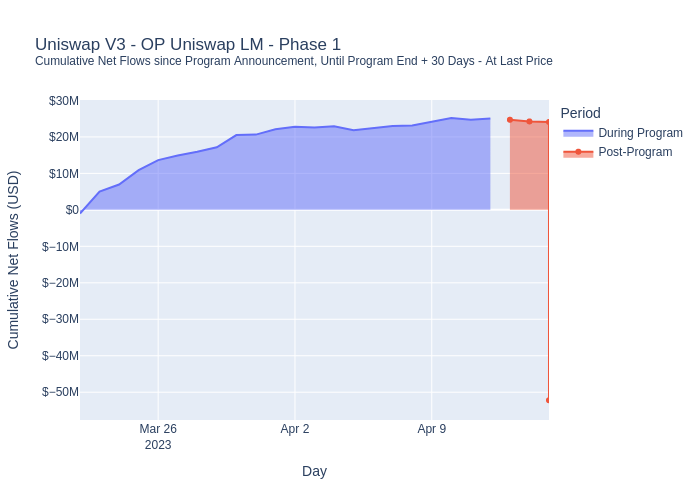 Uniswap V3 - OP Uniswap LM - Phase 1
Cumulative Net Flows since Program Announcement, Until Program End + 30 Days - At Last Price
Period
During Program
Post-Program
Cumulative Net Flows (USD)
$30M
$20M
$10M
$0
$−10M
$−20M
$−30M
$−40M
$−50M
Mar 26
2023
Apr 2
Apr 9
Day